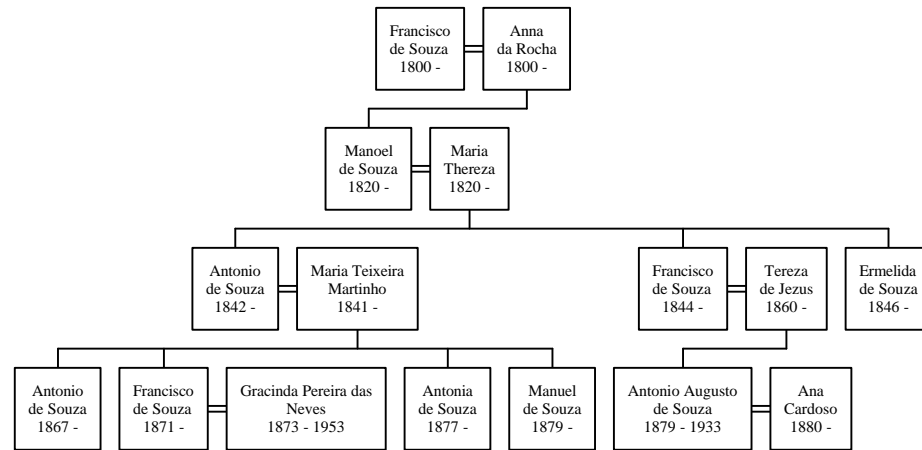 Francisco
de Souza
1800 -
Anna
da Rocha
1800 -
Manoel
de Souza
1820 -
Maria
Thereza
1820 -
Antonio
de Souza
1842 -
Maria Teixeira
Martinho
1841 -
Francisco
de Souza
1844 -
Tereza
de Jezus
1860 -
Ermelida
de Souza
1846 -
Antonio
de Souza
1867 -
Francisco
de Souza
1871 -
Gracinda Pereira das
Neves
1873 - 1953
Antonia
de Souza
1877 -
Manuel
de Souza
1879 -
Antonio Augusto
de Souza
1879 - 1933
Ana
Cardoso
1880 -